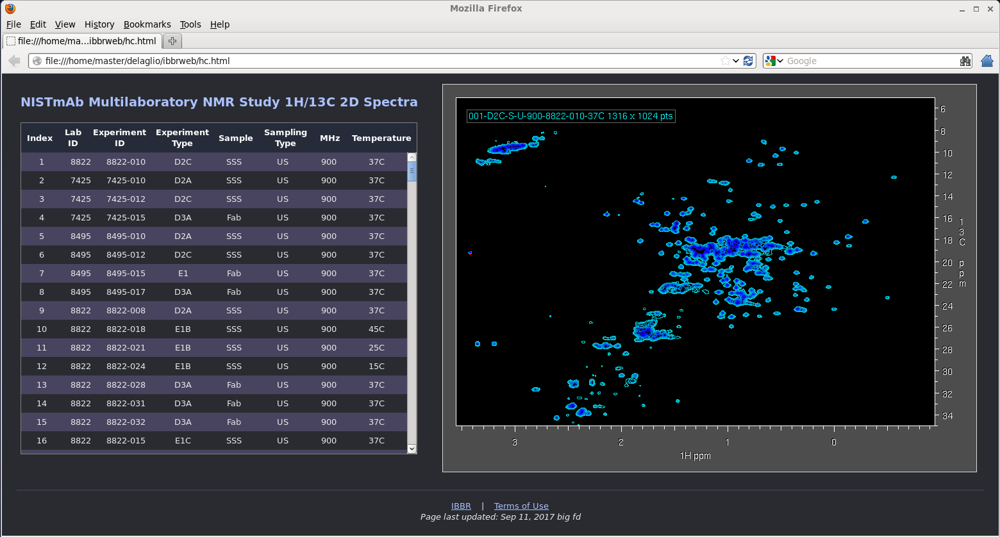 Mozilla Firefox
File Edit View History Bookmarks Tools Help
file:///home/ma...ibbrweb/hc.html
file:///home/master/delaglio/ibbrweb/hc.html
Google
NISTmAb Multilaboratory NMR Study 1H/13C 2D Spectra
Index Lab ID Experiment ID Experiment Type Sample Sampling Type MHz Temperature
1 8822 8822-010 D2C SSS US 900 37C
2 7425 7425-010 D2A SSS US 900 37C
3 7425 7425-012 D2C SSS US 900 37C
4 7425 7425-015 D3A Fab US 900 37C
5 8495 8495-010 D2A SSS US 900 37C
6 8495 8495-012 D2C SSS US 900 37C
7 8495 8495-015 E1 Fab US 900 37C
8 8495 8495-017 D3A Fab US 900 37C
9 8822 8822-008 D2A SSS US 900 37C
10 8822 8822-018 E1B SSS US 900 45C
11 8822 8822-021 E1B SSS US 900 25C
12 8822 8822-024 E1B SSS US 900 15C
13 8822 8822-028 D3A Fab US 900 37C
14 8822 8822-031 D3A Fab US 900 37C
15 8822 8822-032 D3A Fab US 900 37C
16 8822 8822-015 E1C SSS US 900 37C
001-D2C-S-U-900-8822-010-37C 1316 x 1024 pts
6
8
10
12
14
16
18
20
22
24
26
28
30
32
34
13C ppm
3 2 1 0
1H ppm
IBBR | Terms of Use
Page last updated: Sep 11, 2017 big fd